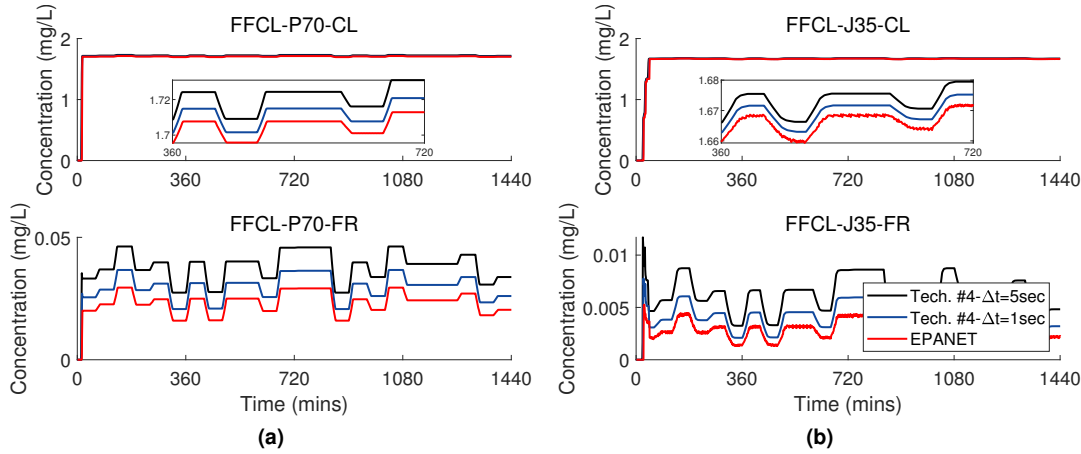 FFCL-P70-CL
Concentration (mg/L)
2
1
0
1.72
1.7
360
720
0
360
720
1080
1440
FFCL-P70-FR
Concentration (mg/L)
0.05
0
0
360
720
1080
1440
Time (mins)
(a)
FFCL-J35-CL
Concentration (mg/L)
2
1
0
1.68
1.67
1.66
360
720
0
360
720
1080
1440
FFCL-J35-FR
Concentration (mg/L)
0.01
0.005
0
Tech. #4-Δt=5sec
Tech. #4-Δt=1sec
EPANET
0
360
720
1080
1440
Time (mins)
(b)